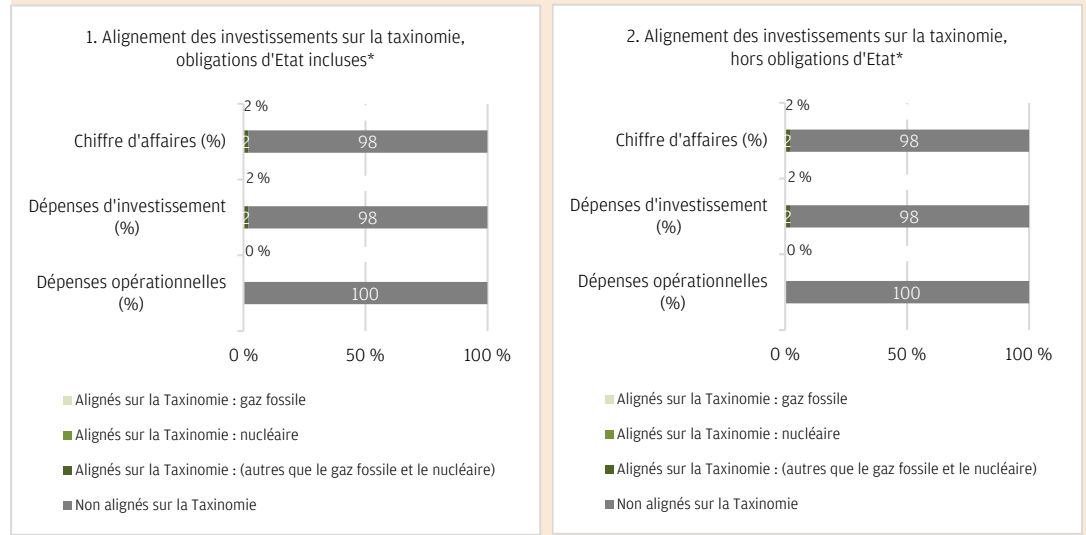 1. Alignement des investissements sur la taxinomie,
obligations d'Etat incluses*
2 %
Chiffre d'affaires (%)
2
98
2 %
Dépenses d'investissement
(%)
2
98
0 %
Dépenses opérationnelles
(%)
100
0 %
50 %
100 %
Alignés sur la Taxinomie : gaz fossile
Alignés sur la Taxinomie : nucléaire
Alignés sur la Taxinomie : (autres que le gaz fossile et le nucléaire)
Non alignés sur la Taxinomie
2. Alignement des investissements sur la taxinomie,
hors obligations d'Etat*
2 %
Chiffre d'affaires (%)
2
98
2 %
Dépenses d'investissement
(%)
2
98
0 %
Dépenses opérationnelles
(%)
100
0 %
50 %
100 %
Alignés sur la Taxinomie : gaz fossile
Alignés sur la Taxinomie : nucléaire
Alignés sur la Taxinomie : (autres que le gaz fossile et le nucléaire)
Non alignés sur la Taxinomie